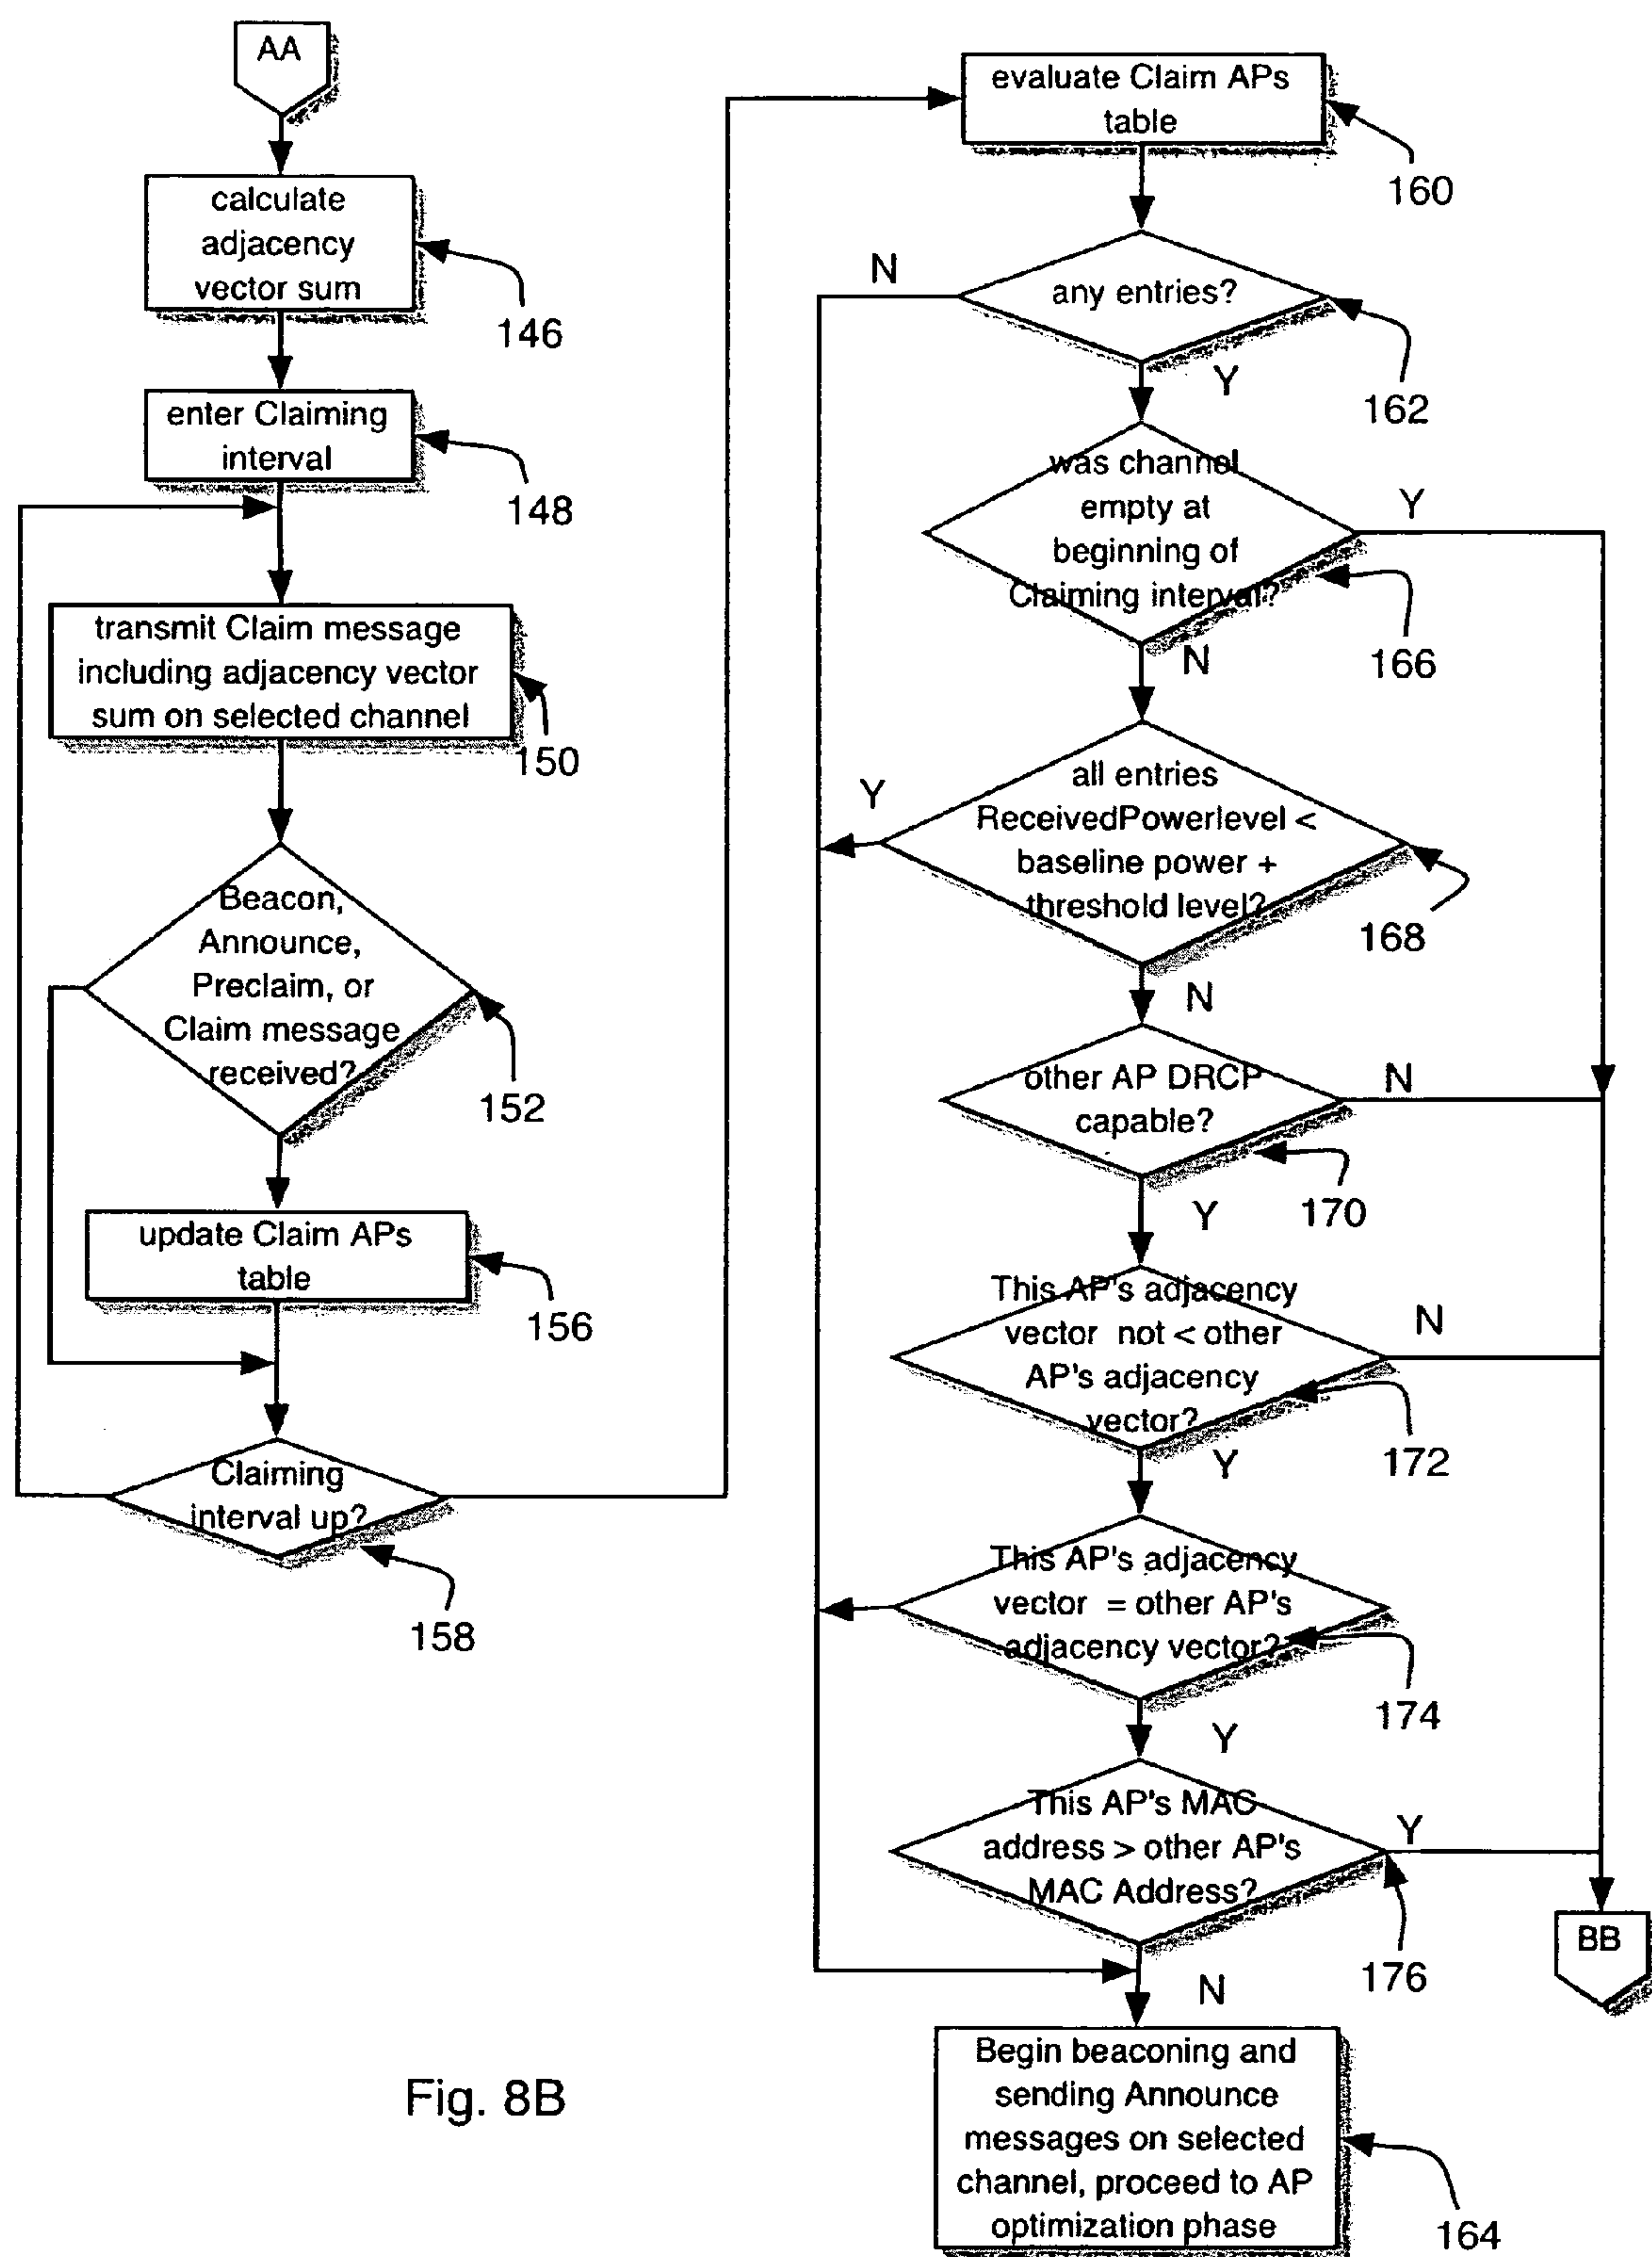 AA
calculate
adjacency
vector sum
146
enter Claiming
interval
148
transmit Claim message
including adjacency vector
sum on selected channel
150
Beacon,
Announce,
Preclaim, or
Claim message
received?
152
update Claim APs
table
156
Claiming
interval up?
158
evaluate Claim APs
table
160
N
any entries?
Y
162
was channel
empty at
beginning of
Claiming interval?
Y
N
166
all entries
ReceivedPowerlevel <
baseline power +
threshold level?
Y
N
168
other AP DRCP
capable?
N
Y
170
This AP's adjacency
vector not < other
AP's adjacency
vector?
N
Y
172
This AP's adjacency
vector = other AP's
adjacency vector?
174
Y
This AP's MAC
address > other AP's
MAC Address?
Y
176
N
BB
Begin beaconing and
sending Announce
messages on selected
channel, proceed to AP
optimization phase
164
Fig. 8B